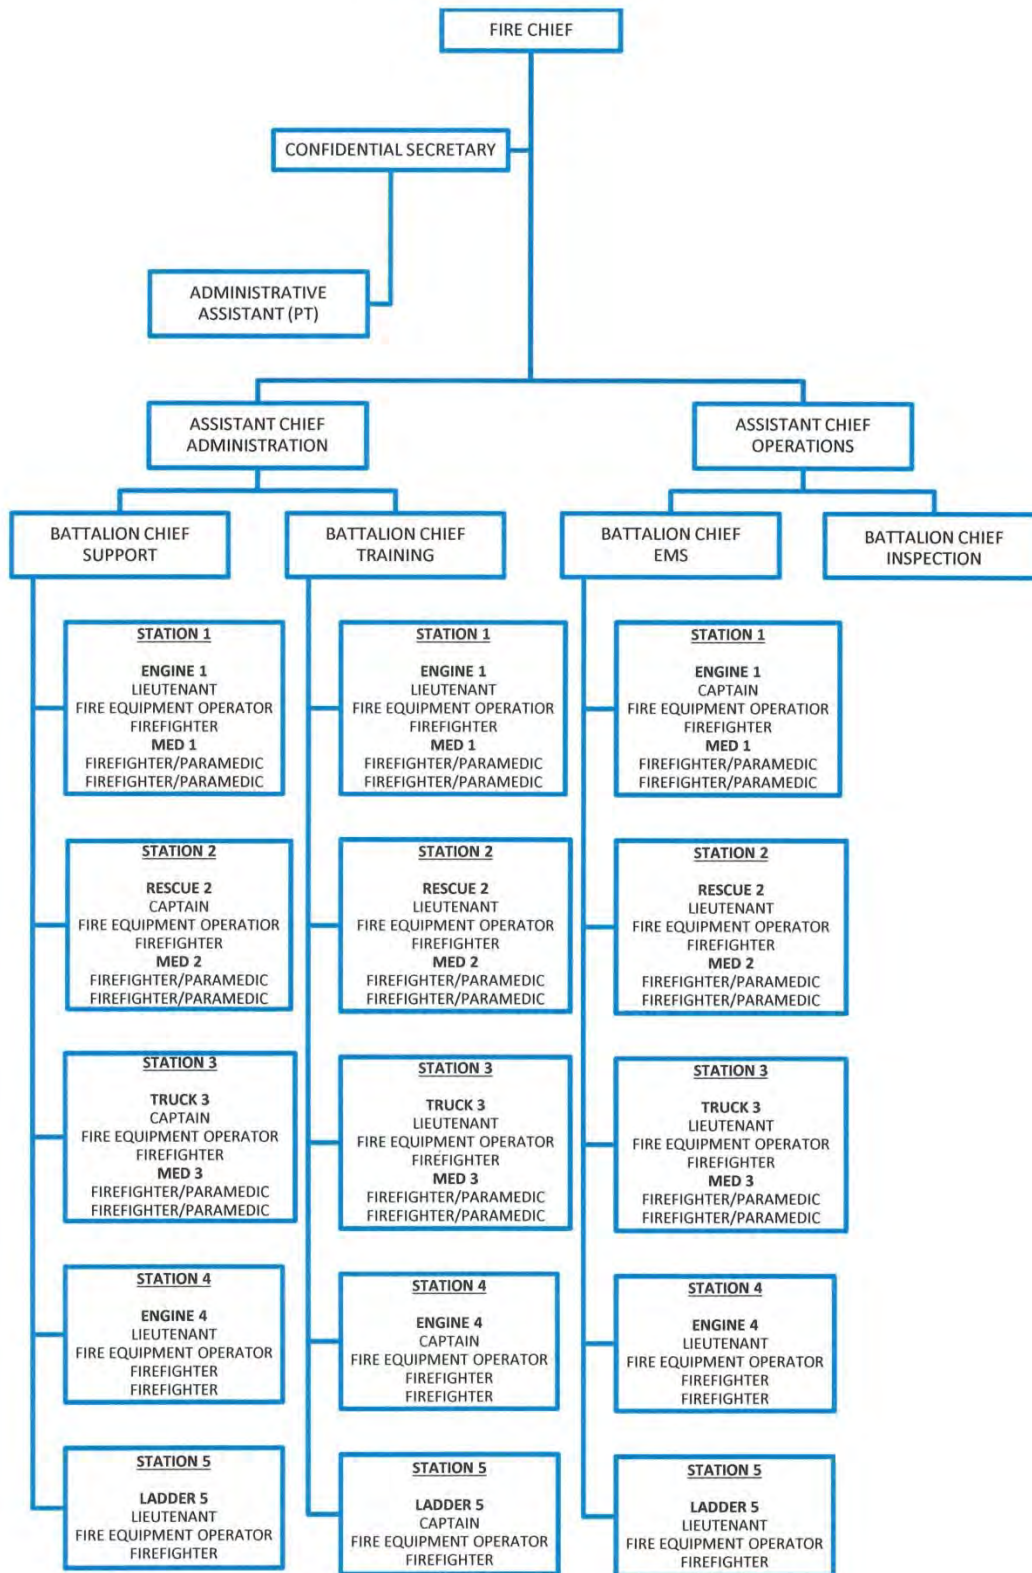 FIRE CHIEF
CONFIDENTIAL SECRETARY
ADMINISTRATIVE
ASSISTANT (PT)
ASSISTANT CHIEF
ADMINISTRATION
ASSISTANT CHIEF
OPERATIONS
BATTALION CHIEF
SUPPORT
BATTALION CHIEF
TRAINING
BATTALION CHIEF
EMS
BATTALION CHIEF
INSPECTION
STATION 1
ENGINE 1
LIEUTENANT
FIRE EQUIPMENT OPERATOR
FIREFIGHTER
MED 1
FIREFIGHTER/PARAMEDIC
FIREFIGHTER/PARAMEDIC
STATION 2
RESCUE 2
CAPTAIN
FIRE EQUIPMENT OPERATIOR
FIREFIGHTER
MED 2
FIREFIGHTER/PARAMEDIC
FIREFIGHTER/PARAMEDIC
STATION 3
TRUCK 3
CAPTAIN
FIRE EQUIPMENT OPERATOR
FIREFIGHTER
MED 3
FIREFIGHTER/PARAMEDIC
FIREFIGHTER/PARAMEDIC
STATION 4
ENGINE 4
LIEUTENANT
FIRE EQUIPMENT OPERATOR
FIREFIGHTER
FIREFIGHTER
STATION 5
LADDER 5
LIEUTENANT
FIRE EQUIPMENT OPERATOR
FIREFIGHTER
STATION 1
ENGINE 1
LIEUTENANT
FIRE EQUIPMENT OPERATIOR
FIREFIGHTER
MED 1
FIREFIGHTER/PARAMEDIC
FIREFIGHTER/PARAMEDIC
STATION 2
RESCUE 2
LIEUTENANT
FIRE EQUIPMENT OPERATOR
FIREFIGHTER
MED 2
FIREFIGHTER/PARAMEDIC
FIREFIGHTER/PARAMEDIC
STATION 3
TRUCK 3
LIEUTENANT
FIRE EQUIPMENT OPERATOR
FIREFIGHTER
MED 3
FIREFIGHTER/PARAMEDIC
FIREFIGHTER/PARAMEDIC
STATION 4
ENGINE 4
CAPTAIN
FIRE EQUIPMENT OPERATOR
FIREFIGHTER
FIREFIGHTER
STATION 5
LADDER 5
CAPTAIN
FIRE EQUIPMENT OPERATOR
FIREFIGHTER
STATION 1
ENGINE 1
CAPTAIN
FIRE EQUIPMENT OPERATIOR
FIREFIGHTER
MED 1
FIREFIGHTER/PARAMEDIC
FIREFIGHTER/PARAMEDIC
STATION 2
RESCUE 2
LIEUTENANT
FIRE EQUIPMENT OPERATOR
FIREFIGHTER
MED 2
FIREFIGHTER/PARAMEDIC
FIREFIGHTER/PARAMEDIC
STATION 3
TRUCK 3
LIEUTENANT
FIRE EQUIPMENT OPERATOR
FIREFIGHTER
MED 3
FIREFIGHTER/PARAMEDIC
FIREFIGHTER/PARAMEDIC
STATION 4
ENGINE 4
LIEUTENANT
FIRE EQUIPMENT OPERATOR
FIREFIGHTER
FIREFIGHTER
STATION 5
LADDER 5
LIEUTENANT
FIRE EQUIPMENT OPERATOR
FIREFIGHTER